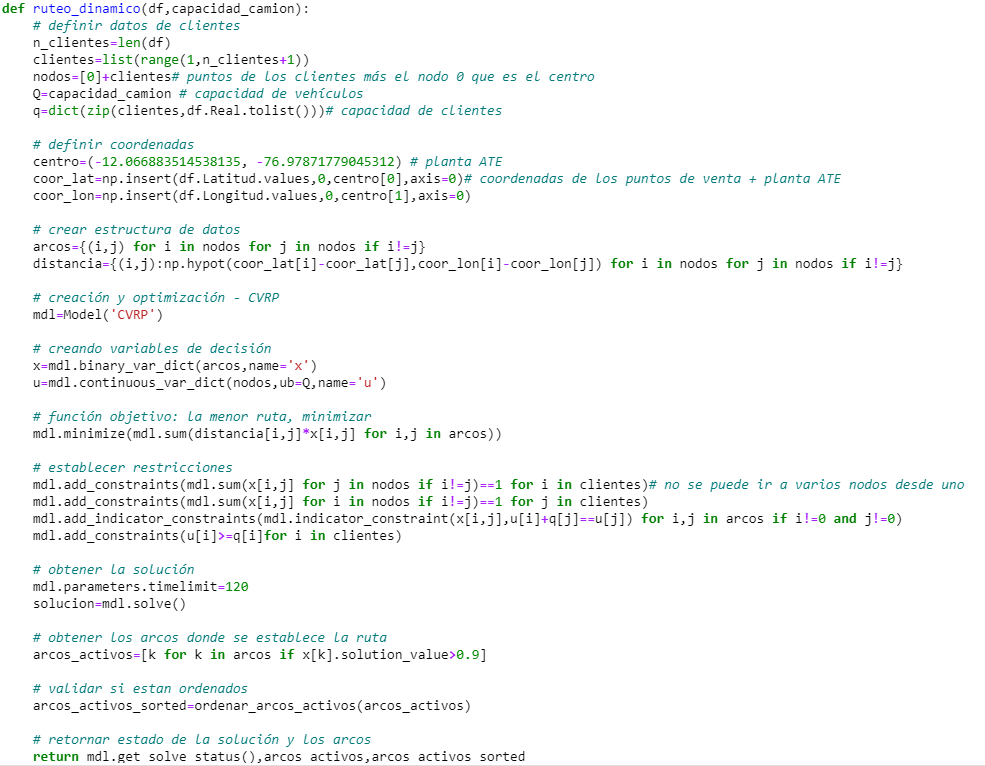 def ruteo_dinamico(df,capacidad_camion):
    # definir datos de clientes
    n_clientes=len(df)
    clientes=list(range(1,n_clientes+1))
    nodos=[0]+clientes# puntos de los clientes más el nodo 0 que es el centro
    Q=capacidad_camion # capacidad de vehículos
    q=dict(zip(clientes,df.Real.tolist()))# capacidad de clientes

    # definir coordenadas
    centro=(-12.066883514538135, -76.97871779045312) # planta ATE
    coor_lat=np.insert(df.Latitud.values,0,centro[0],axis=0)# coordenadas de los puntos de venta + planta ATE
    coor_lon=np.insert(df.Longitud.values,0,centro[1],axis=0)

    # crear estructura de datos
    arcos={(i,j) for i in nodos for j in nodos if i!=j}
    distancia={(i,j):np.hypot(coor_lat[i]-coor_lat[j],coor_lon[i]-coor_lon[j]) for i in nodos for j in nodos if i!=j}

    # creación y optimización - CVRP
    mdl=Model('CVRP')

    # creando variables de decisión
    x=mdl.binary_var_dict(arcos,name='x')
    u=mdl.continuous_var_dict(nodos,ub=Q,name='u')

    # función objetivo: la menor ruta, minimizar
    mdl.minimize(mdl.sum(distancia[i,j]*x[i,j] for i,j in arcos))

    # establecer restricciones
    mdl.add_constraints(mdl.sum(x[i,j] for j in nodos if i!=j)==1 for i in clientes)# no se puede ir a varios nodos desde uno
    mdl.add_constraints(mdl.sum(x[i,j] for i in nodos if i!=j)==1 for j in clientes)
    mdl.add_indicator_constraints(mdl.indicator_constraint(x[i,j],u[i]+q[j]==u[j]) for i,j in arcos if i!=0 and j!=0)
    mdl.add_constraints(u[i]>=q[i]for i in clientes)

    # obtener la solución
    mdl.parameters.timelimit=120
    solucion=mdl.solve()

    # obtener los arcos donde se establece la ruta
    arcos_activos=[k for k in arcos if x[k].solution_value>0.9]

    # validar si estan ordenados
    arcos_activos_sorted=ordenar_arcos_activos(arcos_activos)

    # retornar estado de la solución y los arcos
    return mdl.get_solve_status(),arcos_activos,arcos_activos_sorted